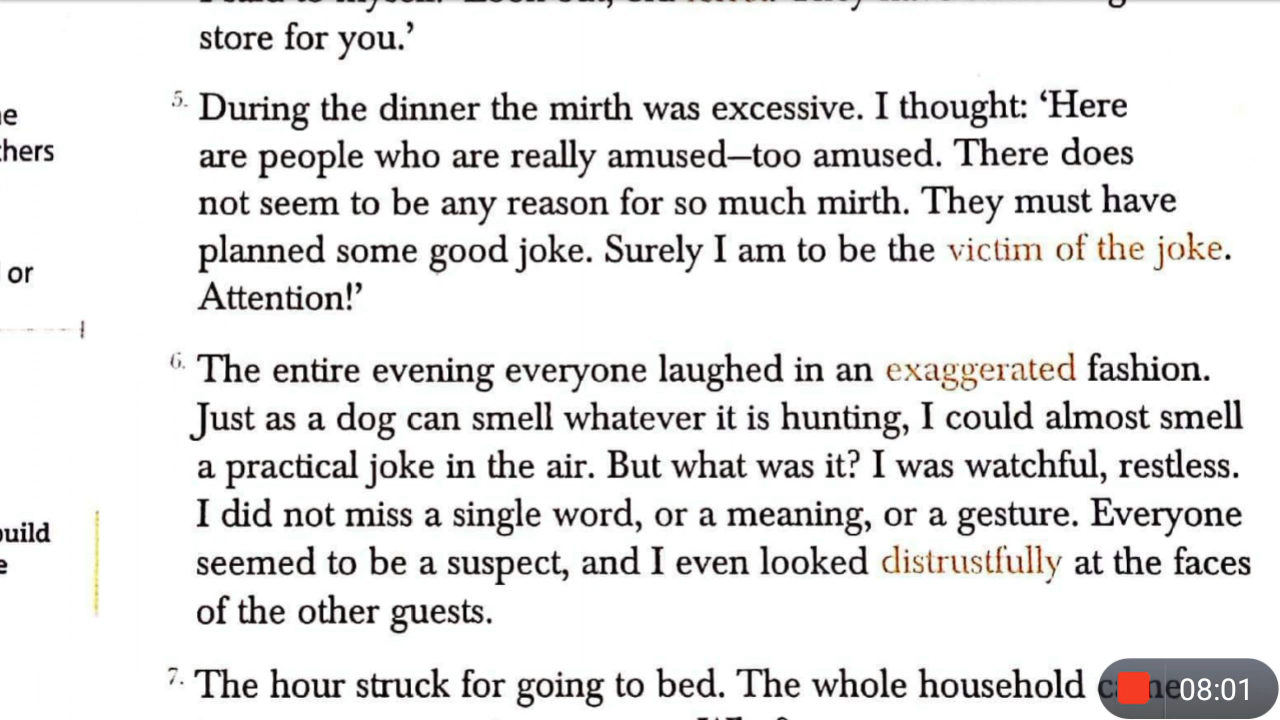 store for you.’
5. During the dinner the mirth was excessive. I thought: ‘Here
are people who are really amused—too amused. There does
not seem to be any reason for so much mirth. They must have
planned some good joke. Surely I am to be the victim of the joke.
Attention!’
6. The entire evening everyone laughed in an exaggerated fashion.
Just as a dog can smell whatever it is hunting, I could almost smell
a practical joke in the air. But what was it? I was watchful, restless.
I did not miss a single word, or a meaning, or a gesture. Everyone
seemed to be a suspect, and I even looked distrustfully at the faces
of the other guests.
7. The hour struck for going to bed. The whole household
or
08:01